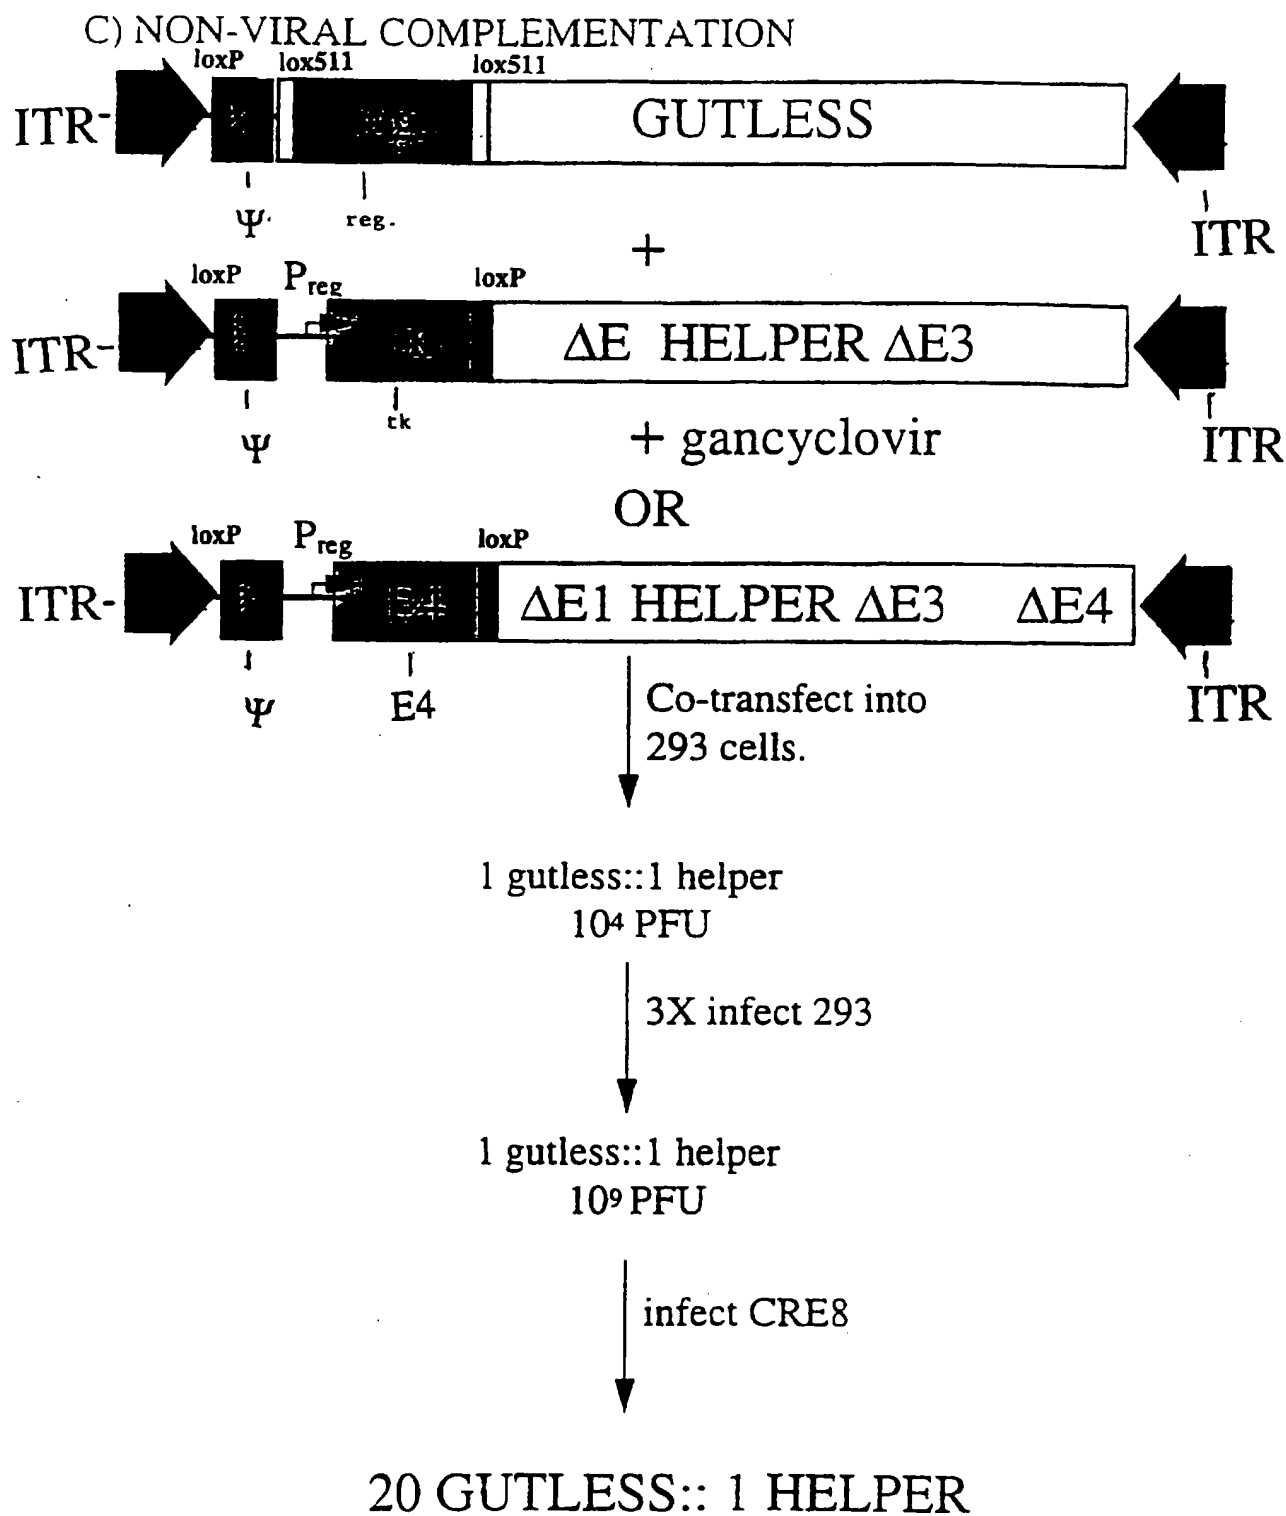 C) NON-VIRAL COMPLEMENTATION
loxP lox511 lox511
ITR- GUTLESS
Ψ reg. ITR
+
loxP Preg loxP
ITR- ΔE HELPER ΔE3
Ψ tk ITR
+ gancyclovir
OR
loxP Preg loxP
ITR- E4 ΔE1 HELPER ΔE3 ΔE4
Ψ E4 ITR
Co-transfect into
293 cells.
1 gutless::1 helper
10⁴ PFU
3X infect 293
1 gutless::1 helper
10⁹ PFU
infect CRE8
20 GUTLESS:: 1 HELPER